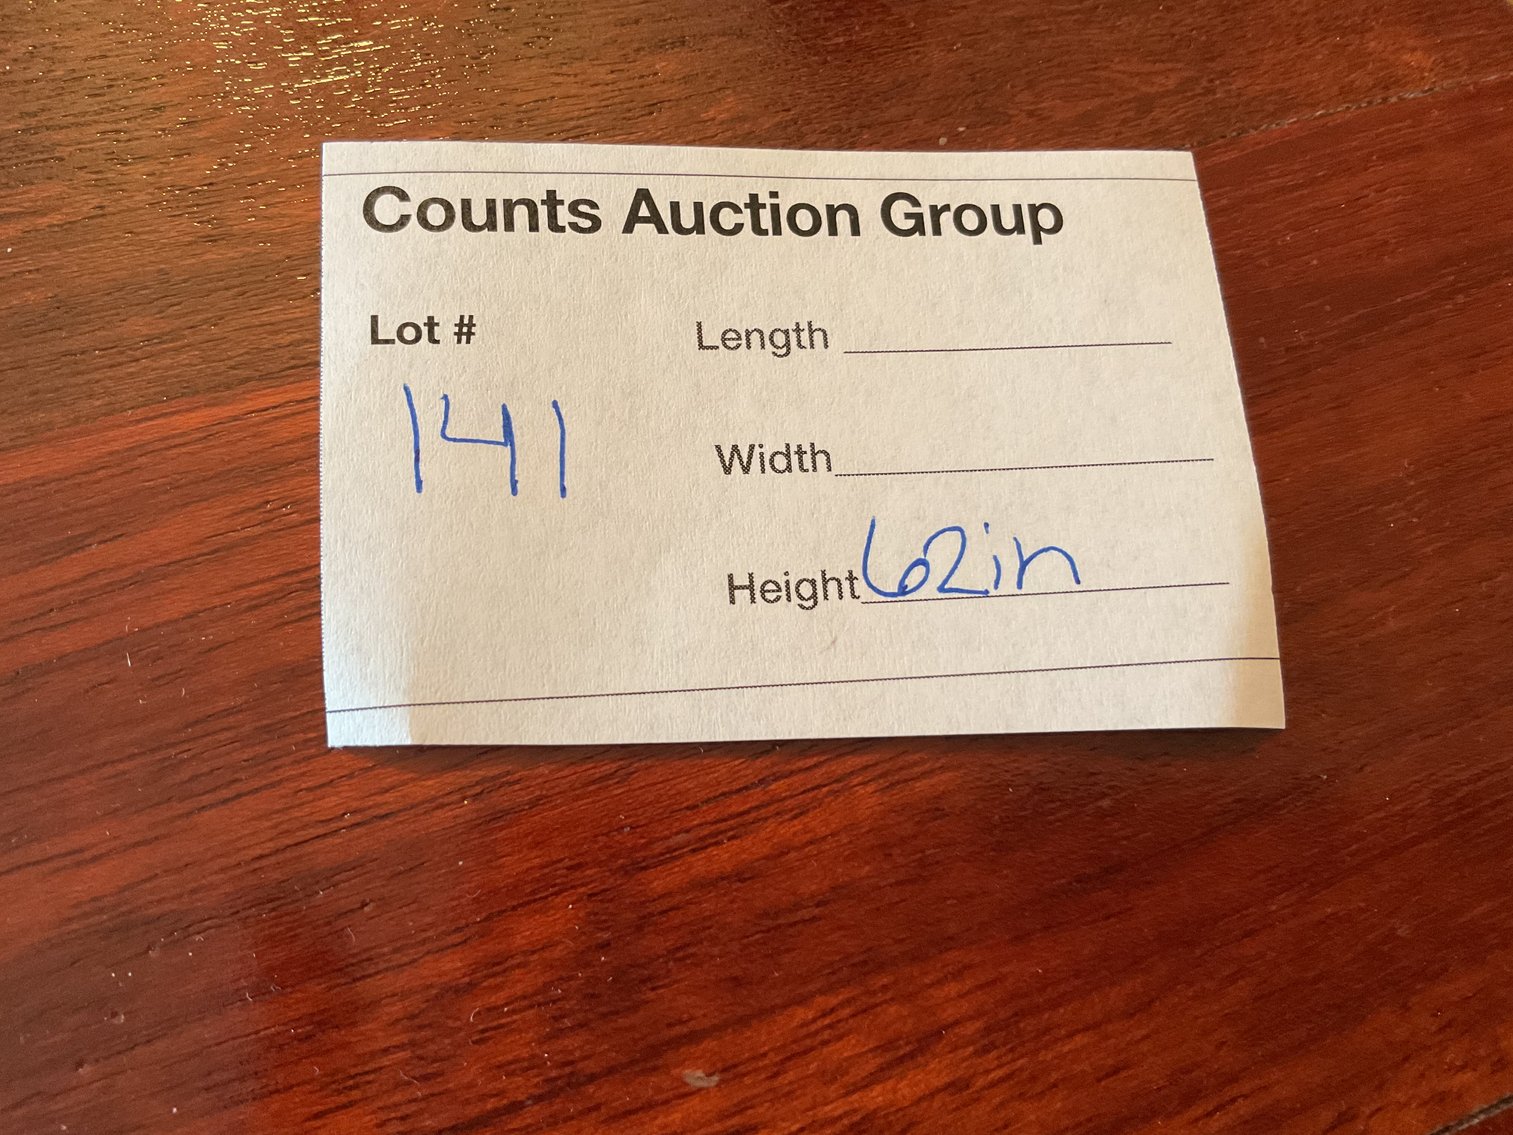 Counts Auction Group
Lot #
141
Length
Width
Height 62in